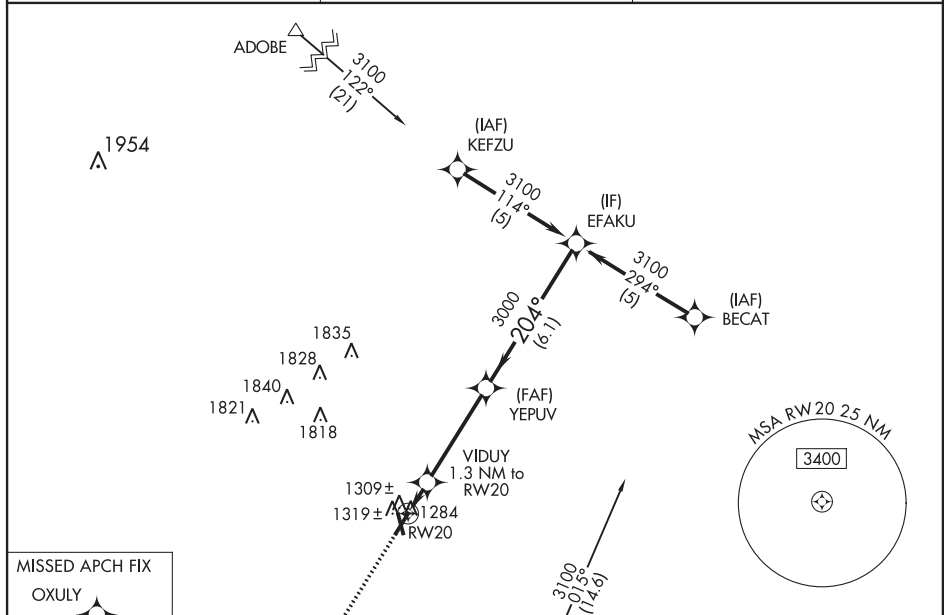 ADOBE
3100
122°
(21)
1954
(IAF)
KEFZU
3100
114°
(5)
(IF)
EFAKU
3100
294°
(5)
(IAF)
BECAT
3000
204°
(6.1)
1835
1828
1840
1821
1818
(FAF)
YEPUV
MSA RW20 25 NM
3400
VIDUY
1.3 NM to
RW20
1309±
1319±
1284
RW20
3100
015°
(14.6)
MISSED APCH FIX
OXULY